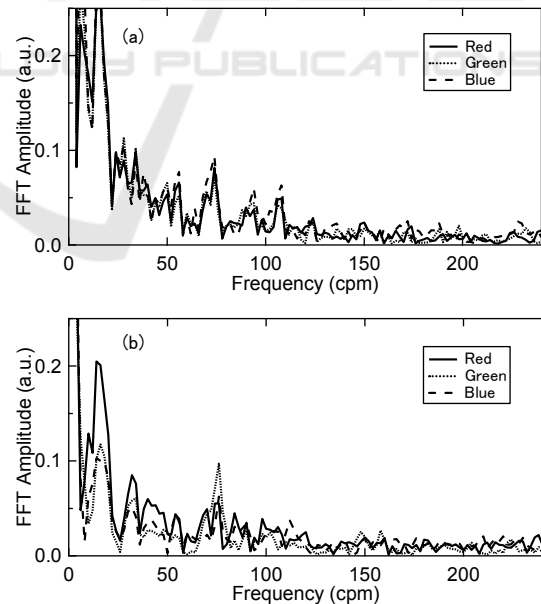 (a)
Red
Green
Blue
FFT Amplitude (a.u.)
0.2
0.1
0.0
0 50 100 150 200
Frequency (cpm)
(b)
Red
Green
Blue
FFT Amplitude (a.u.)
0.2
0.1
0.0
0 50 100 150 200
Frequency (cpm)
PUBLICATIONS